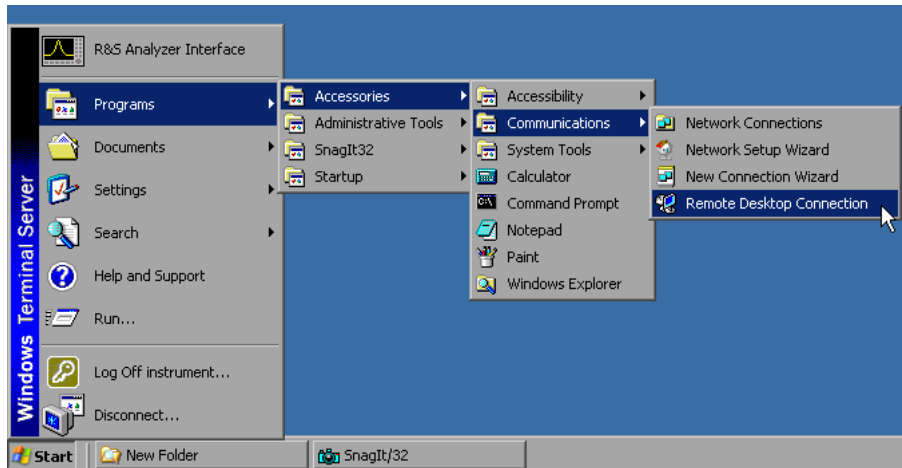 Windows Terminal Server
R&S Analyzer Interface
Programs
Documents
Settings
Search
Help and Support
Run...
Log Off instrument...
Disconnect...
Accessories
Administrative Tools
SnagIt32
Startup
Accessibility
Communications
System Tools
Calculator
Command Prompt
Notepad
Paint
Windows Explorer
Network Connections
Network Setup Wizard
New Connection Wizard
Remote Desktop Connection
Start
New Folder
SnagIt/32